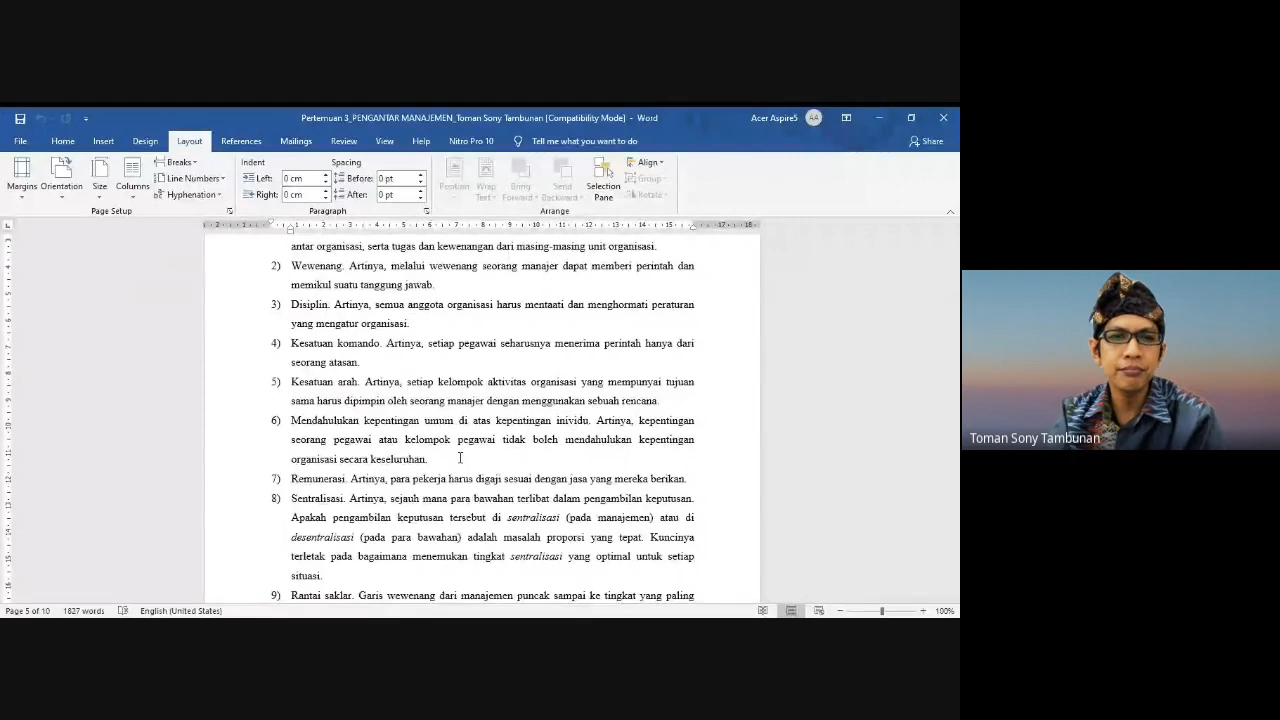 Pertemuan 3_PENGANTAR MANAJEMEN_Toman Sony Tambunan [Compatibility Mode] - Word
Acer Aspire5
AA
File Home Insert Design Layout References Mailings Review View Help Nitro Pro 10 Tell me what you want to do
Share
Margins
Orientation
Size
Columns
Breaks
Line Numbers
Hyphenation
Page Setup
Indent
Left: 0 cm
Right: 0 cm
Spacing
Before: 0 pt
After: 0 pt
Paragraph
Position
Wrap Text
Bring Forward
Send Backward
Selection Pane
Align
Group
Rotate
Arrange
antar organisasi, serta tugas dan kewenangan dari masing-masing unit organisasi.
2) Wewenang. Artinya, melalui wewenang seorang manajer dapat memberi perintah dan
memikul suatu tanggung jawab.
3) Disiplin. Artinya, semua anggota organisasi harus mentaati dan menghormati peraturan
yang mengatur organisasi.
4) Kesatuan komando. Artinya, setiap pegawai seharusnya menerima perintah hanya dari
seorang atasan.
5) Kesatuan arah. Artinya, setiap kelompok aktivitas organisasi yang mempunyai tujuan
sama harus dipimpin oleh seorang manajer dengan menggunakan sebuah rencana.
6) Mendahulukan kepentingan umum di atas kepentingan inividu. Artinya, kepentingan
seorang pegawai atau kelompok pegawai tidak boleh mendahulukan kepentingan
organisasi secara keseluruhan.
7) Remunerasi. Artinya, para pekerja harus digaji sesuai dengan jasa yang mereka berikan.
8) Sentralisasi. Artinya, sejauh mana para bawahan terlibat dalam pengambilan keputusan.
Apakah pengambilan keputusan tersebut di sentralisasi (pada manajemen) atau di
desentralisasi (pada para bawahan) adalah masalah proporsi yang tepat. Kuncinya
terletak pada bagaimana menemukan tingkat sentralisasi yang optimal untuk setiap
situasi.
9) Rantai saklar. Garis wewenang dari manajemen puncak sampai ke tingkat yang paling
Page 5 of 10 1827 words English (United States)
100%
Toman Sony Tambunan